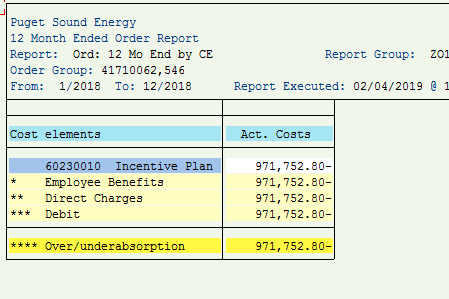 Puget Sound Energy
12 Month Ended Order Report
Report: Ord: 12 Mo End by CE Report Group: ZO1
Order Group: 41710062,546
From: 1/2018 To: 12/2018 Report Executed: 02/04/2019 @ 1
Cost elements Act. Costs
60230010 Incentive Plan 971,752.80-
* Employee Benefits 971,752.80-
** Direct Charges 971,752.80-
*** Debit 971,752.80-
**** Over/underabsorption 971,752.80-